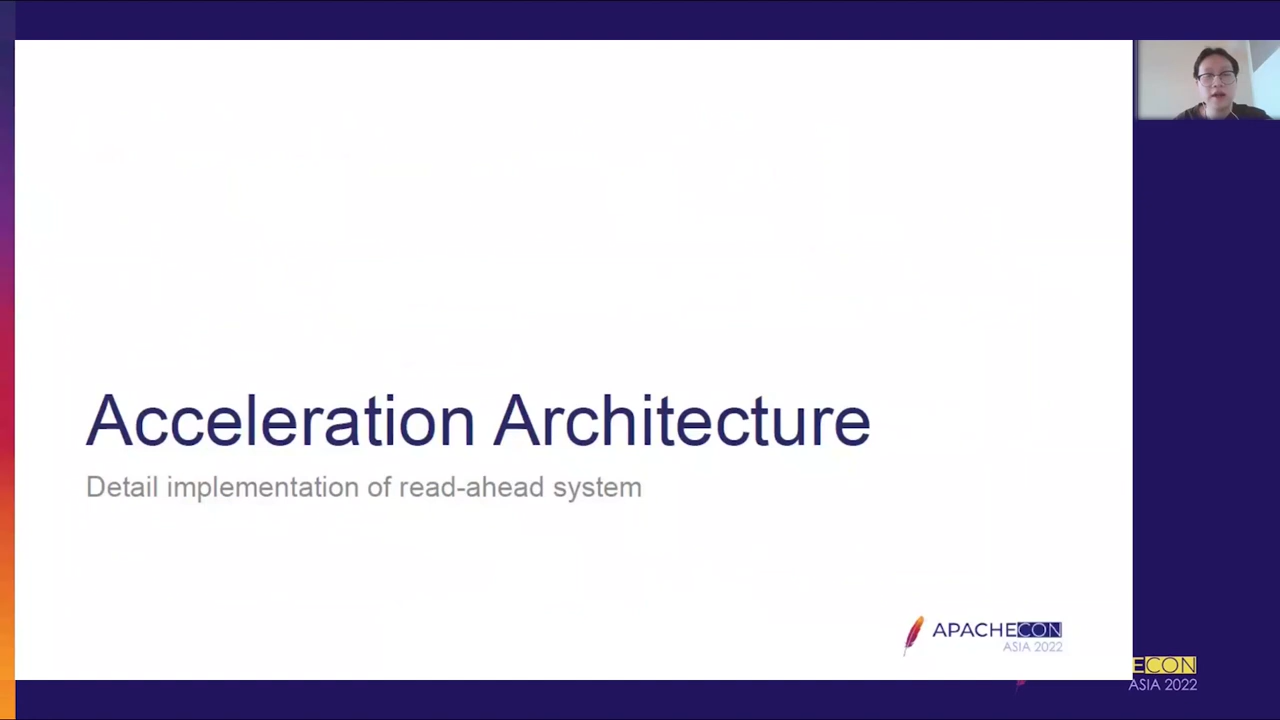 Acceleration Architecture
Detail implementation of read-ahead system
APACHECON
ASIA 2022
ECON
ASIA 2022